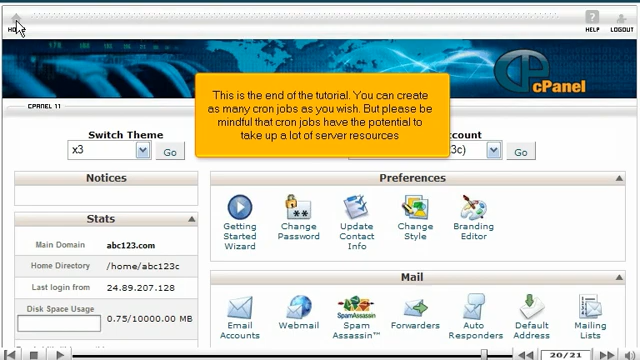 HOME
HELP
LOGOUT
cPanel
This is the end of the tutorial. You can create
as many cron jobs as you wish. But please be
mindful that cron jobs have the potential to
take up a lot of server resources
CPANEL 11
Switch Theme
x3
Go
ccount
3c)
Go
Notices
Stats
Main Domain
abc123.com
Home Directory
/home/abc123c
Last login from
24.89.207.128
Disk Space Usage
0.75/10000.00 MB
Preferences
Getting
Started
Wizard
Change
Password
Update
Contact
Info
Change
Style
Branding
Editor
Mail
Email
Accounts
Webmail
SpamAssassin
Spam
Assassin™
Forwarders
Auto
Responders
Default
Address
Mailing
Lists
20/21